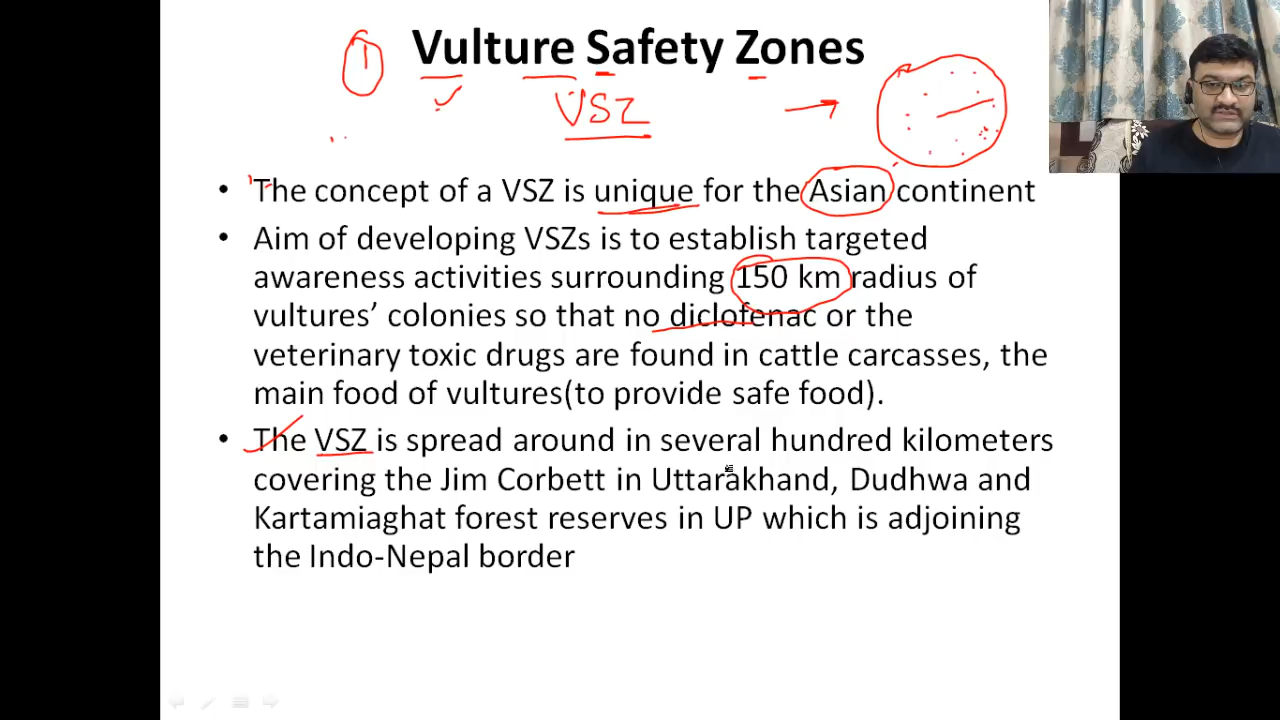 Vulture Safety Zones
1
VSZ
• The concept of a VSZ is unique for the Asian continent
• Aim of developing VSZs is to establish targeted
awareness activities surrounding 150 km radius of
vultures’ colonies so that no diclofenac or the
veterinary toxic drugs are found in cattle carcasses, the
main food of vultures(to provide safe food).
• The VSZ is spread around in several hundred kilometers
covering the Jim Corbett in Uttarakhand, Dudhwa and
Kartamiaghat forest reserves in UP which is adjoining
the Indo-Nepal border